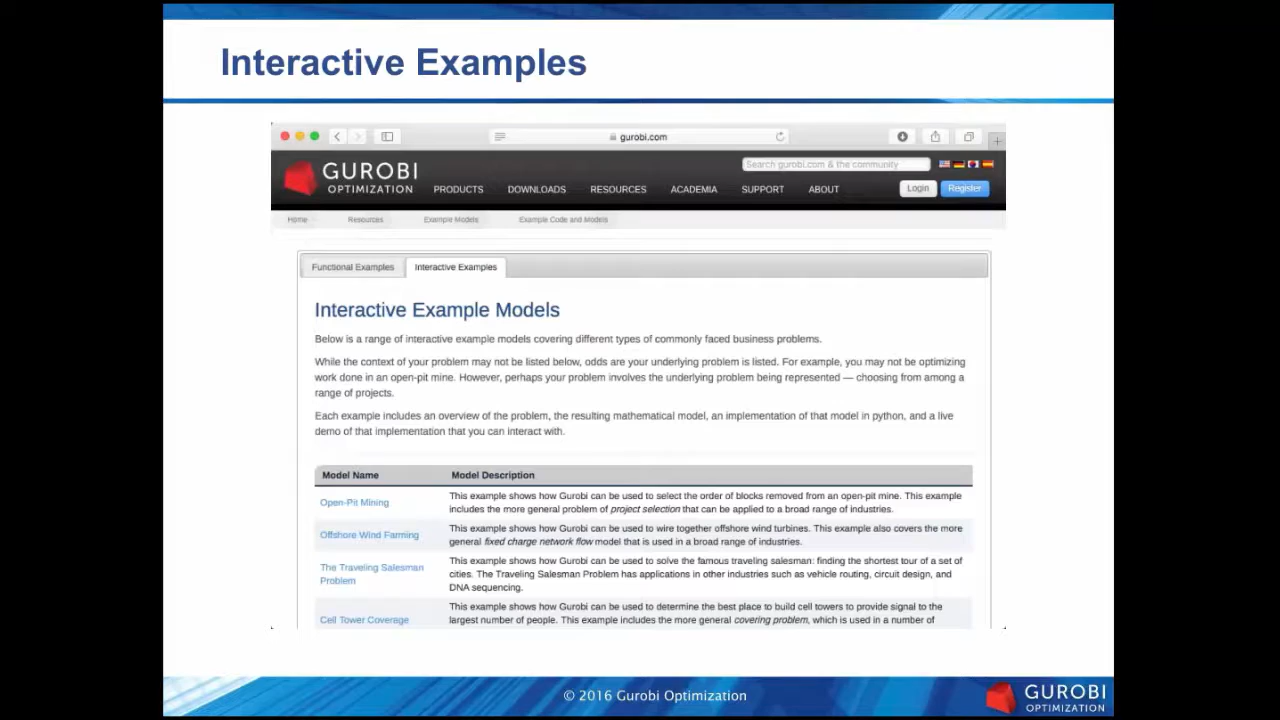 Interactive Examples
gurobi.com
GUROBI
OPTIMIZATION
Search gurobi.com & the community
PRODUCTS DOWNLOADS RESOURCES ACADEMIA SUPPORT ABOUT Login Register
Home Resources Example Models Example Code and Models
Functional Examples Interactive Examples
Interactive Example Models
Below is a range of interactive example models covering different types of commonly faced business problems.
While the context of your problem may not be listed below, odds are your underlying problem is listed. For example, you may not be optimizing
work done in an open-pit mine. However, perhaps your problem involves the underlying problem being represented — choosing from among a
range of projects.
Each example includes an overview of the problem, the resulting mathematical model, an implementation of that model in python, and a live
demo of that implementation that you can interact with.
Model Name Model Description
Open-Pit Mining
This example shows how Gurobi can be used to select the order of blocks removed from an open-pit mine. This example
includes the more general problem of project selection that can be applied to a broad range of industries.
Offshore Wind Farming
This example shows how Gurobi can be used to wire together offshore wind turbines. This example also covers the more
general fixed charge network flow model that is used in a broad range of industries.
The Traveling Salesman
Problem
This example shows how Gurobi can be used to solve the famous traveling salesman: finding the shortest tour of a set of
cities. The Traveling Salesman Problem has applications in other industries such as vehicle routing, circuit design, and
DNA sequencing.
Cell Tower Coverage
This example shows how Gurobi can be used to determine the best place to build cell towers to provide signal to the
largest number of people. This example includes the more general covering problem, which is used in a number of
© 2016 Gurobi Optimization
GUROBI
OPTIMIZATION